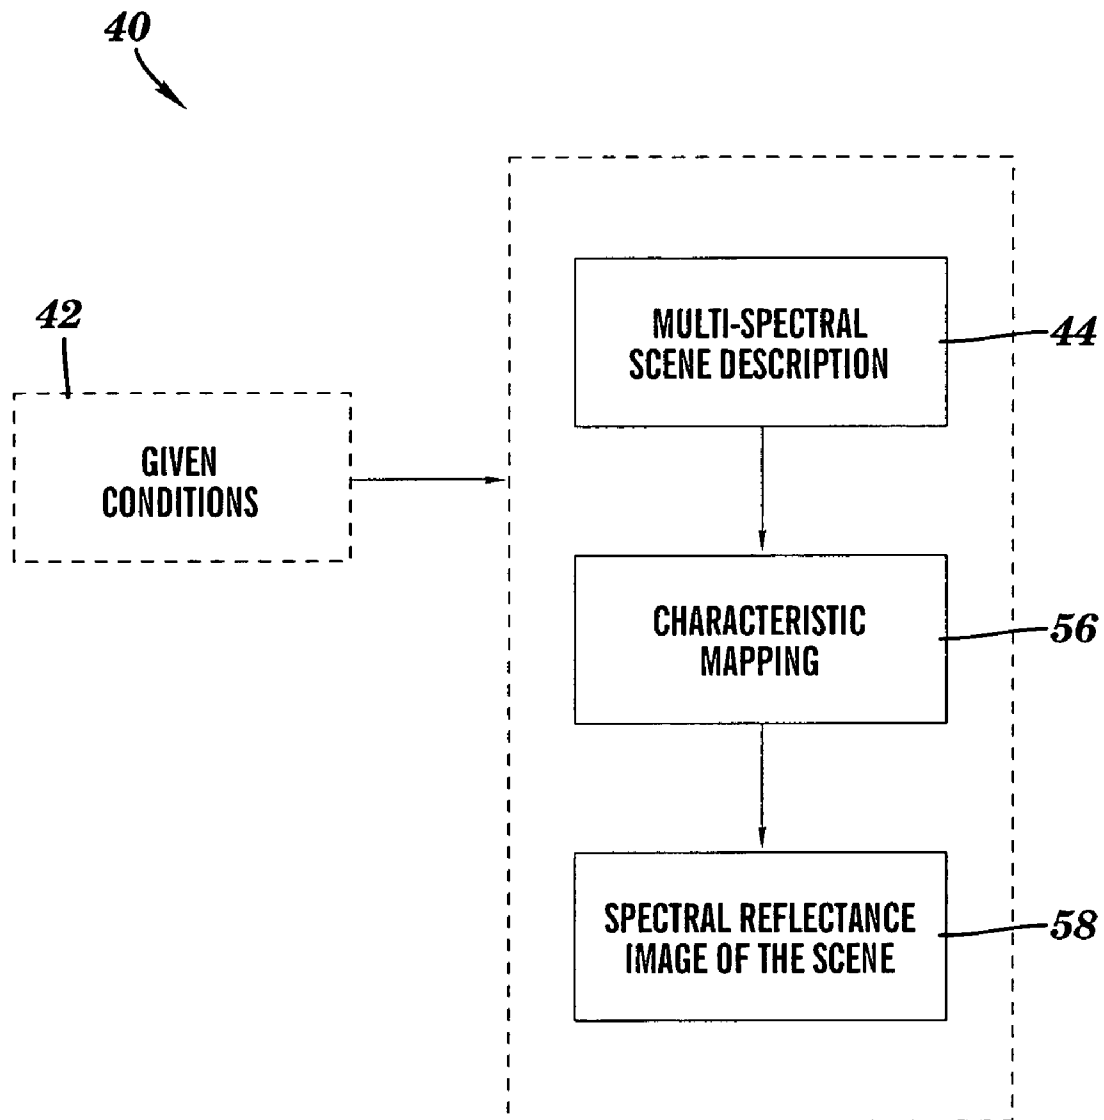 40
42
GIVEN
CONDITIONS
MULTI-SPECTRAL
SCENE DESCRIPTION
44
CHARACTERISTIC
MAPPING
56
SPECTRAL REFLECTANCE
IMAGE OF THE SCENE
58